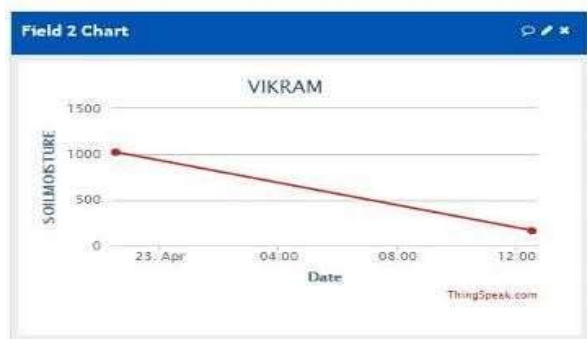 Field 2 Chart
VIKRAM
1500
1000
500
0
SOILMOISTURE
23. Apr 04:00 08:00 12:00
Date
ThingSpeak.com